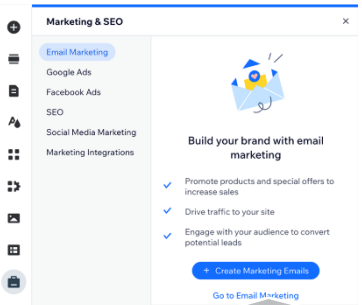 Marketing & SEO
Email Marketing
Google Ads
Facebook Ads
SEO
Social Media Marketing
Marketing Integrations
Build your brand with email
marketing
Promote products and special offers to
increase sales
Drive traffic to your site
Engage with your audience to convert
potential leads
+ Create Marketing Emails
Go to Email Marketing